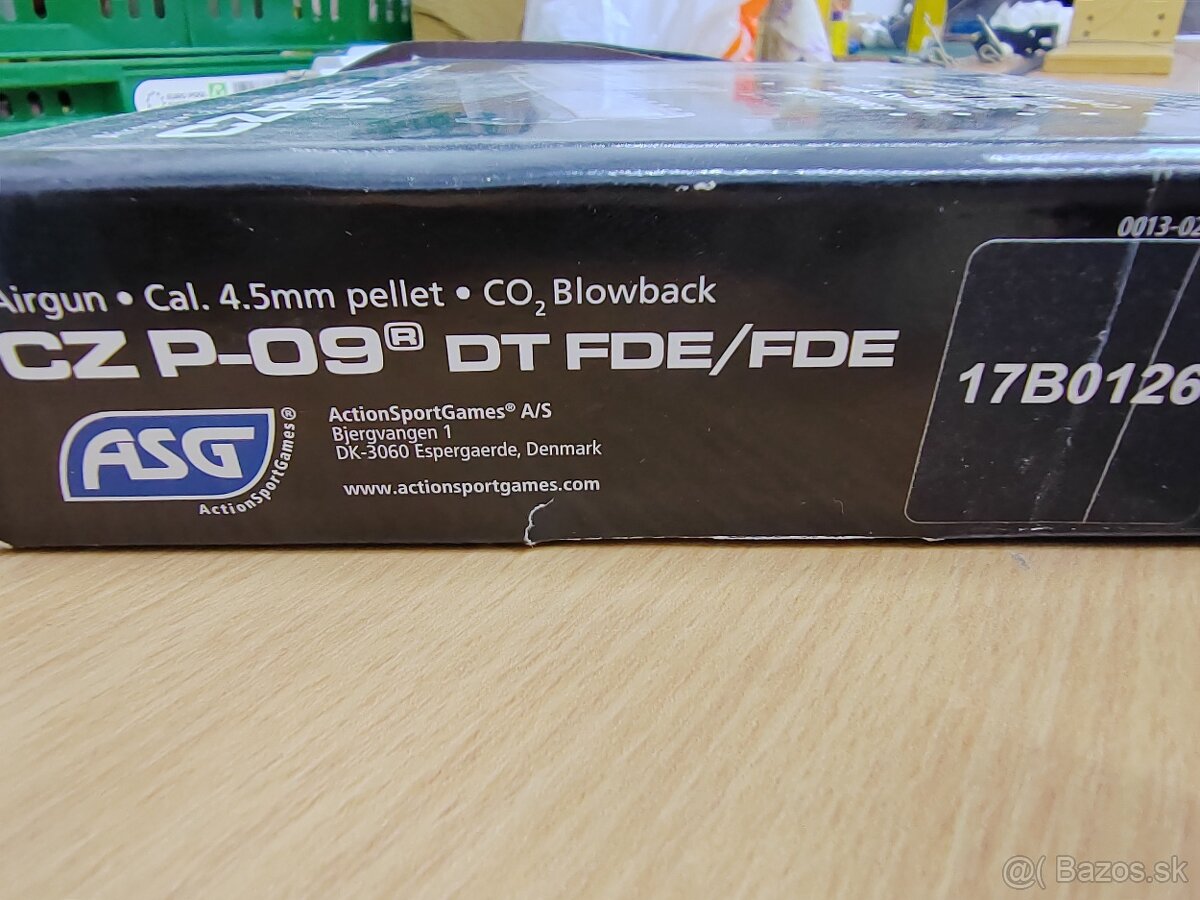 0013-02
Airgun • Cal. 4.5mm pellet • CO2 Blowback
CZ P-09® DT FDE/FDE
17B0126
ASG®
ActionSportGames
ActionSportGames® A/S
Bjergvangen 1
DK-3060 Espergaerde, Denmark
www.actionsportgames.com
@( Bazos.sk